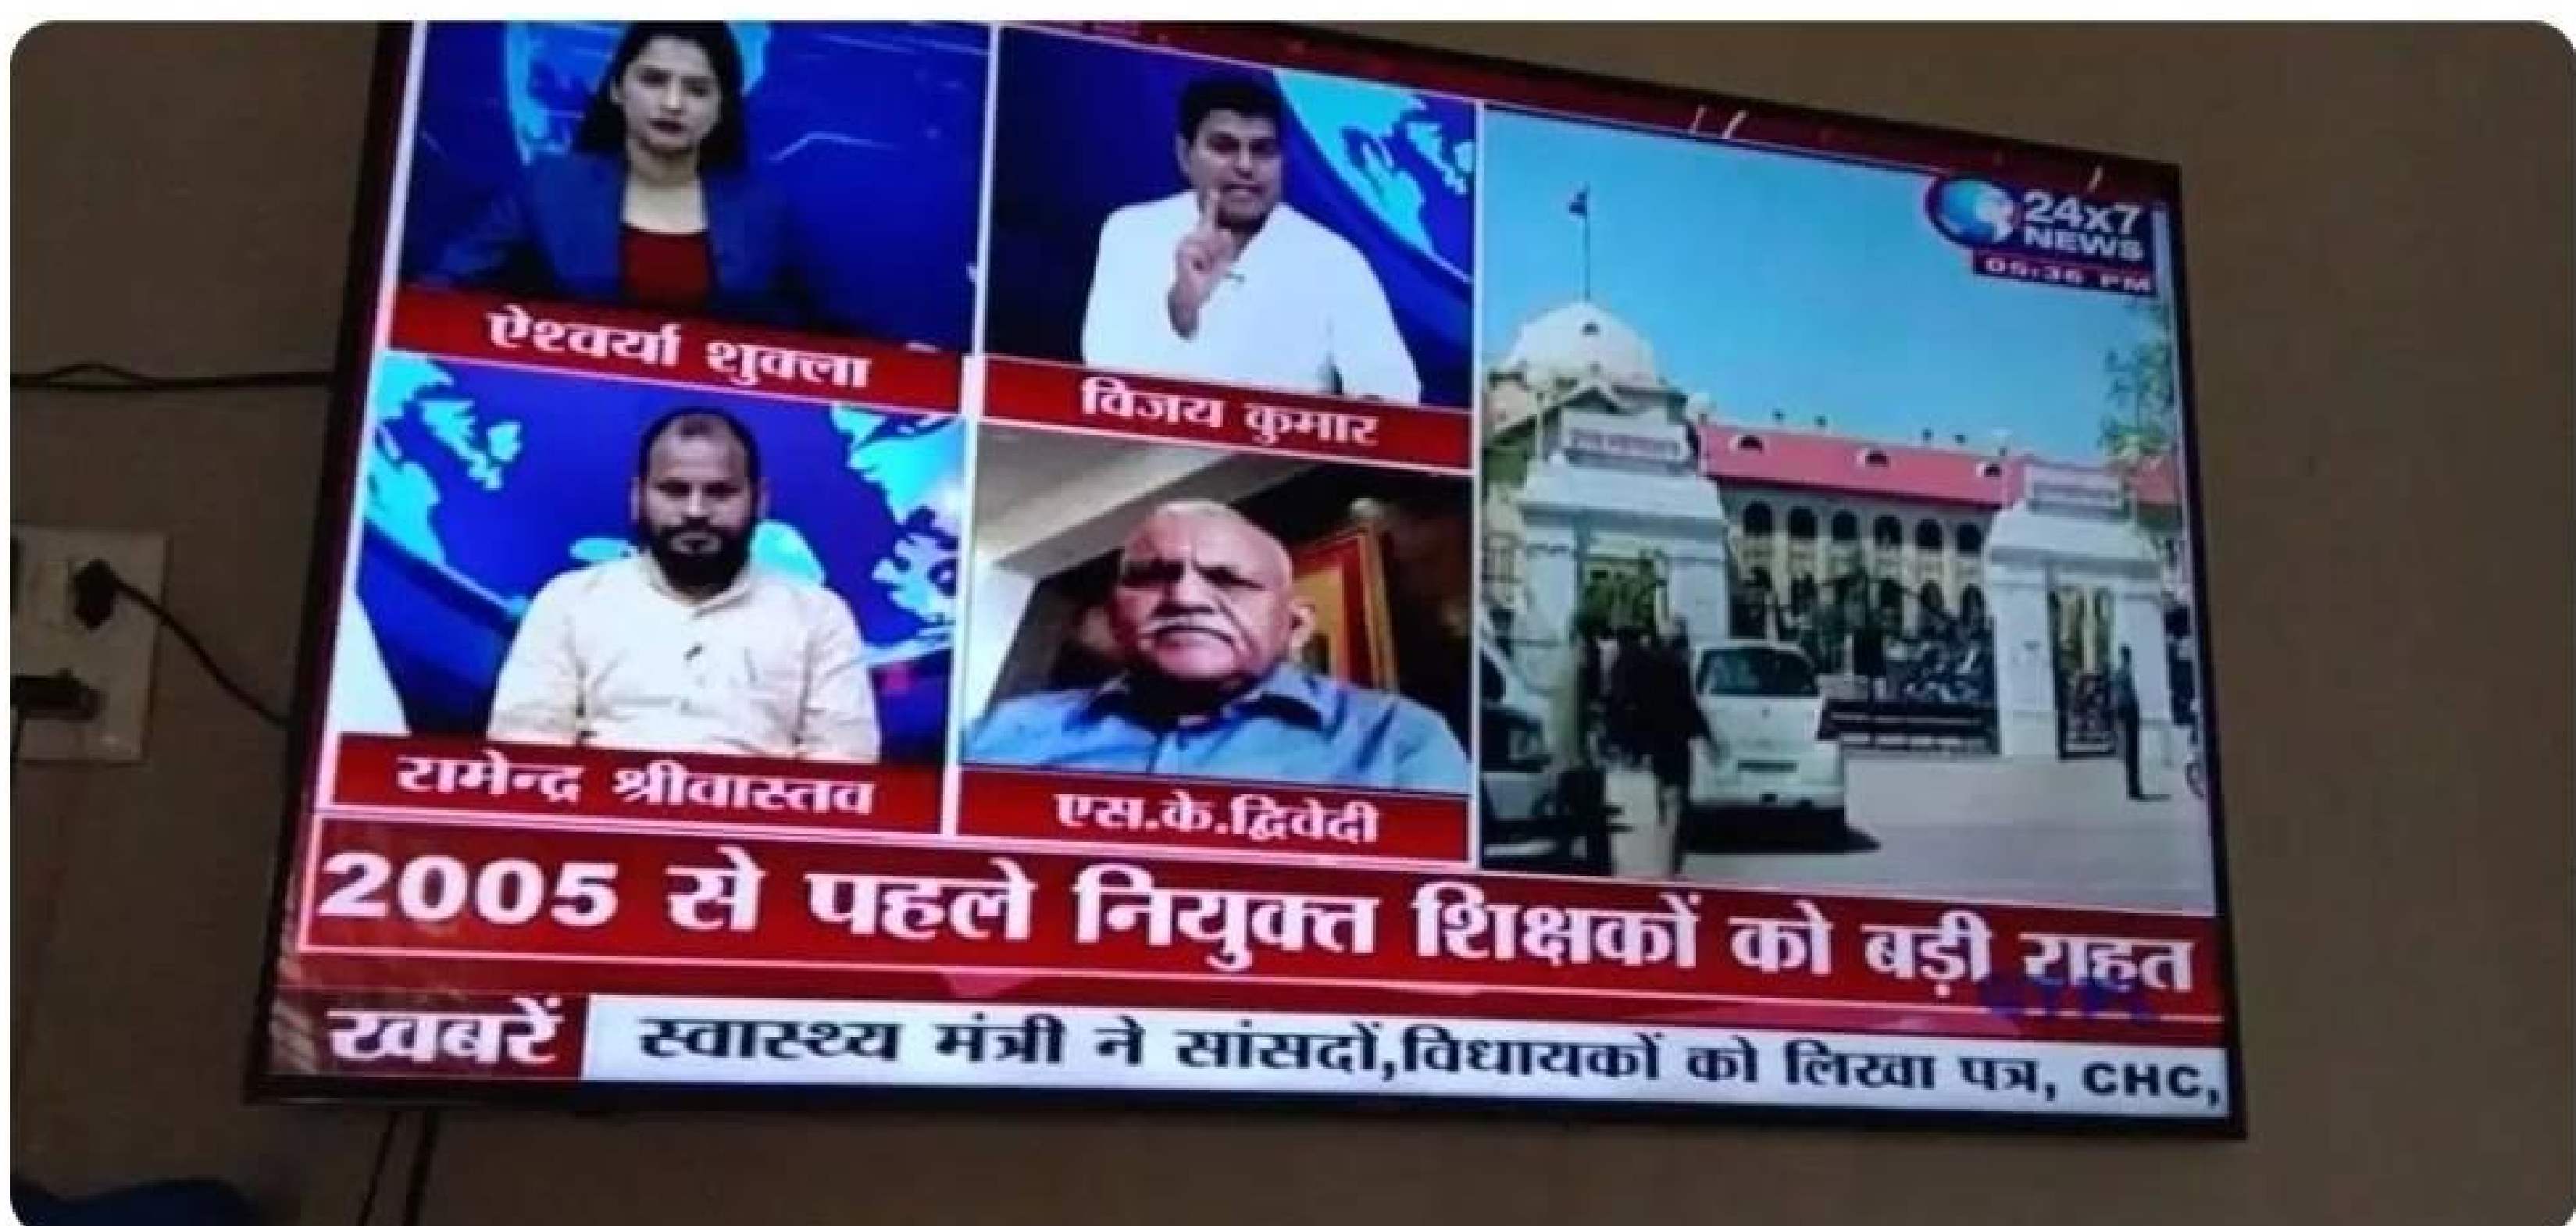 24x7
NEWS
05:36 PM
ऐश्वर्या शुक्ला
विजय कुमार
रामेन्द्र श्रीवास्तव
एस.के.द्विवेदी
2005 से पहले नियुक्त शिक्षकों को बड़ी राहत
खबरें
स्वास्थ्य मंत्री ने सांसदों,विधायकों को लिखा पत्र, CHC,